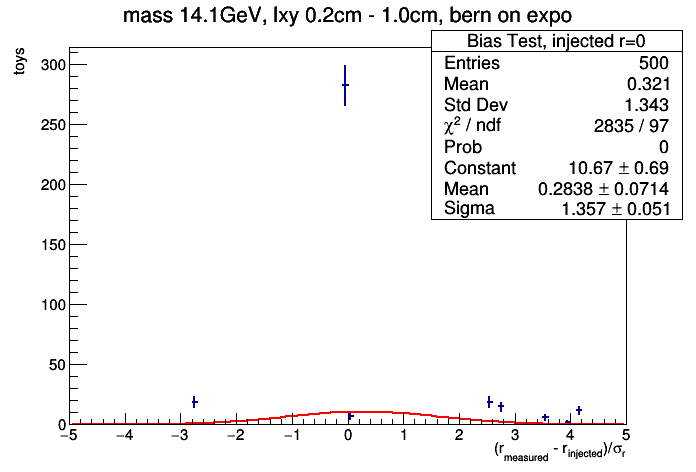 mass 14.1GeV, lxy 0.2cm - 1.0cm, bern on expo
toys
Bias Test, injected r=0
Entries 500
Mean 0.321
Std Dev 1.343
χ² / ndf 2835 / 97
Prob 0
Constant 10.67 ± 0.69
Mean 0.2838 ± 0.0714
Sigma 1.357 ± 0.051
300
250
200
150
100
50
0
−5 −4 −3 −2 −1 0 1 2 3 4 5
(r_measured - r_injected)/σ_r